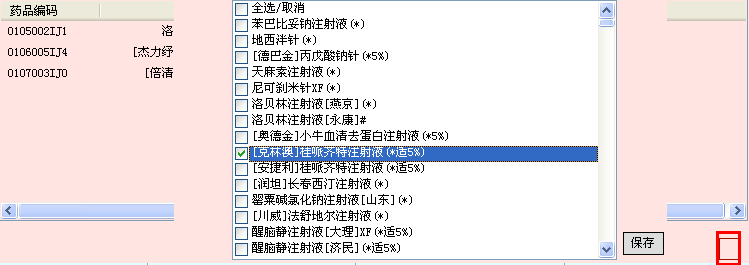 药品编码
0105002IJ1 洛
0106005IJ4 [杰力纾
0107003IJ0 [倍清
全选/取消
苯巴比妥钠注射液(*)
地西泮针(*)
[德巴金]丙戊酸钠针(*5%)
天麻素注射液(*)
尼可刹米针XF(*)
洛贝林注射液[燕京](*)
洛贝林注射液[永康]#
[奥德金]小牛血清去蛋白注射液(*5%)
[克林澳]桂哌齐特注射液(*适5%)
[安捷利]桂哌齐特注射液(*适5%)
[润坦]长春西汀注射液(*)
罂粟碱氯化钠注射液[山东](*)
[川威]法舒地尔注射液(*)
醒脑静注射液[大理]XF(*适5%)
醒脑静注射液[济民](*适5%)
保存